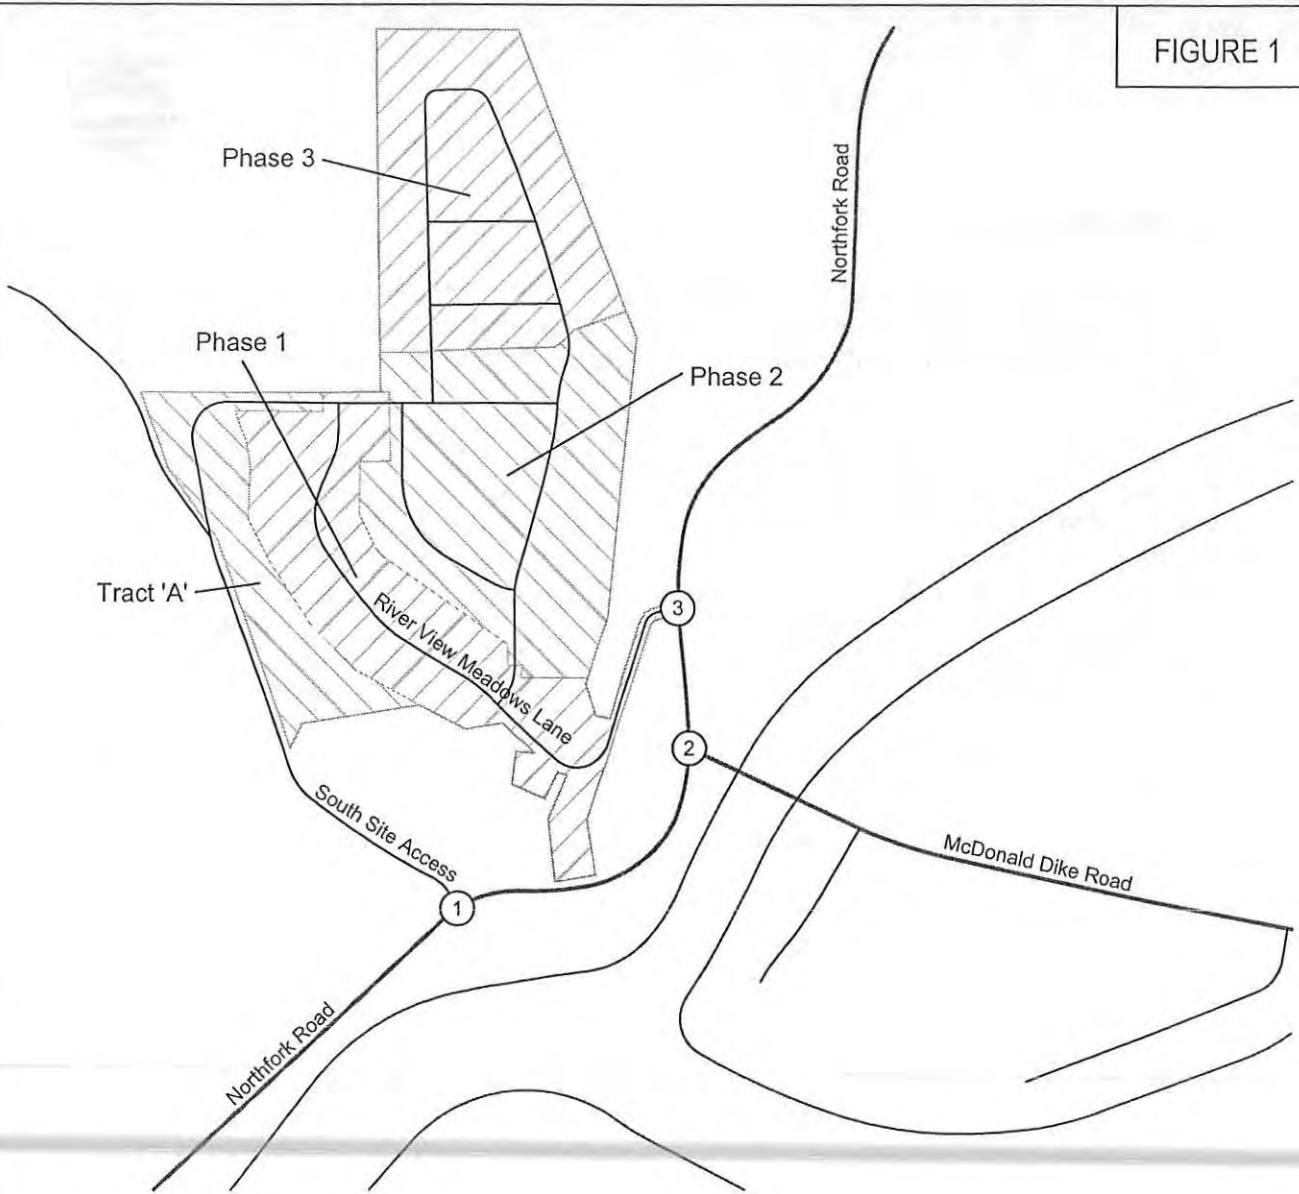 FIGURE 1
Phase 3
Northfork Road
Phase 1
Phase 2
Tract 'A'
3
River View Meadows Lane
2
South Site Access
McDonald Dike Road
1
Northfork Road